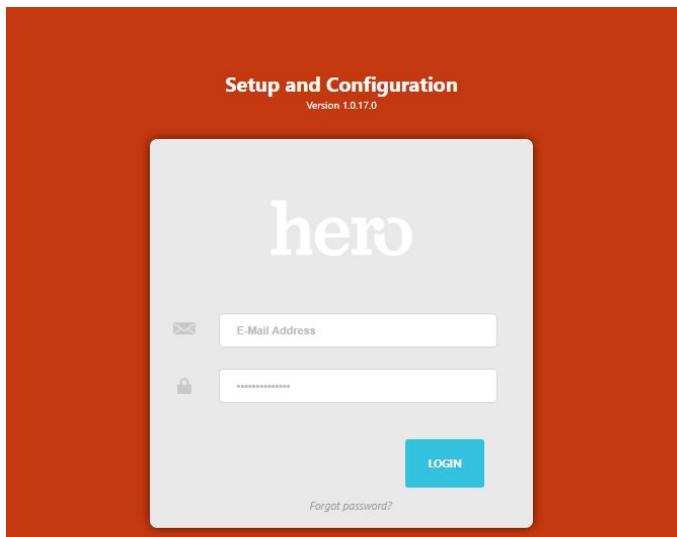 Setup and Configuration
Version 1.0.17.0
hero
E-Mail Address
••••••••••••••
LOGIN
Forgot password?